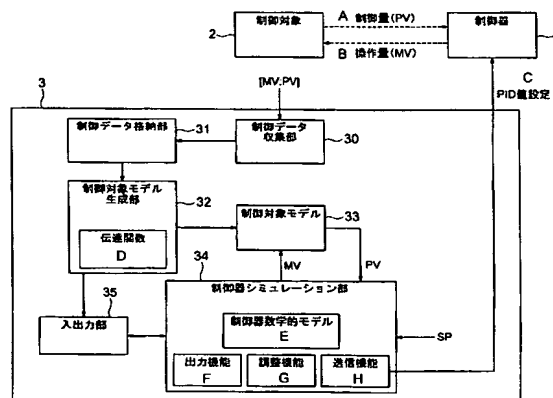 制御対象
2
A 制御量(PV)
B 操作量(MV)
制御器
C
PID値設定
[MV,PV]
3
制御データ格納部
31
制御データ
収集部
30
制御対象モデル
生成部
32
伝達関数
D
制御対象モデル
33
34
MV
PV
制御器シミュレーション部
35
入出力部
制御器数学的モデル
E
SP
出力機能
F
調整機能
G
送信機能
H